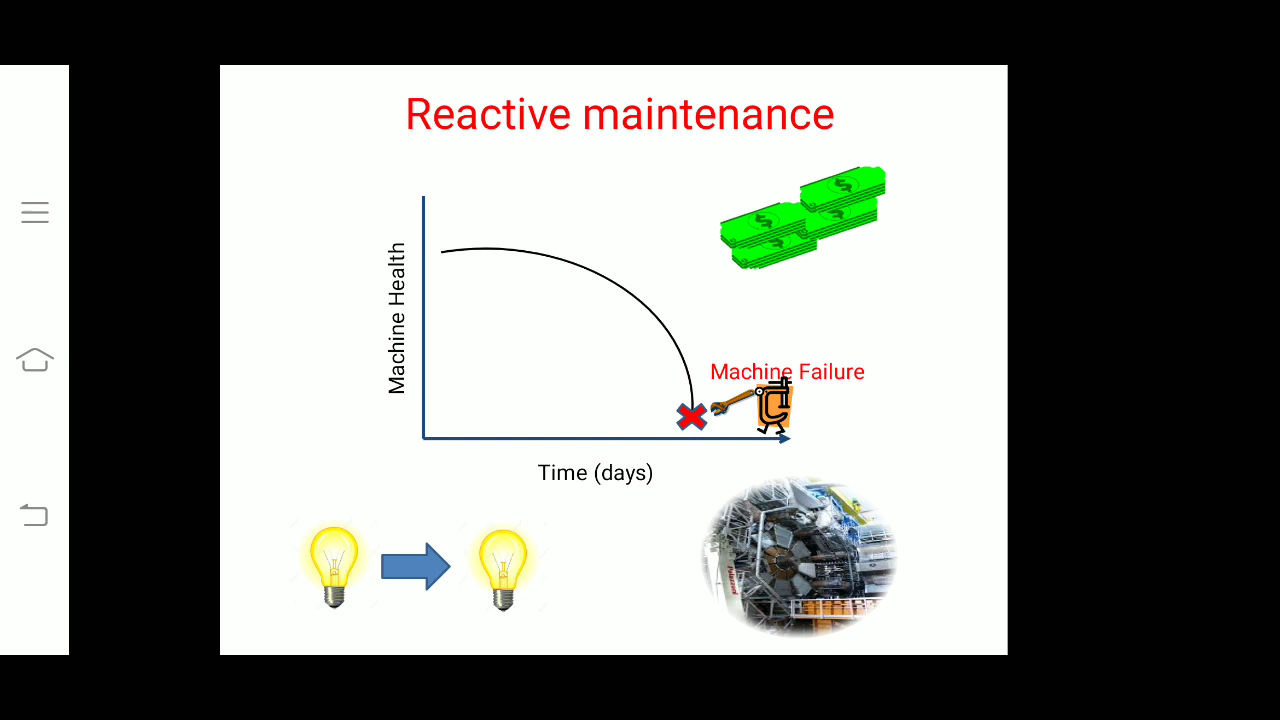 Reactive maintenance
Machine Health
Machine Failure
Time (days)